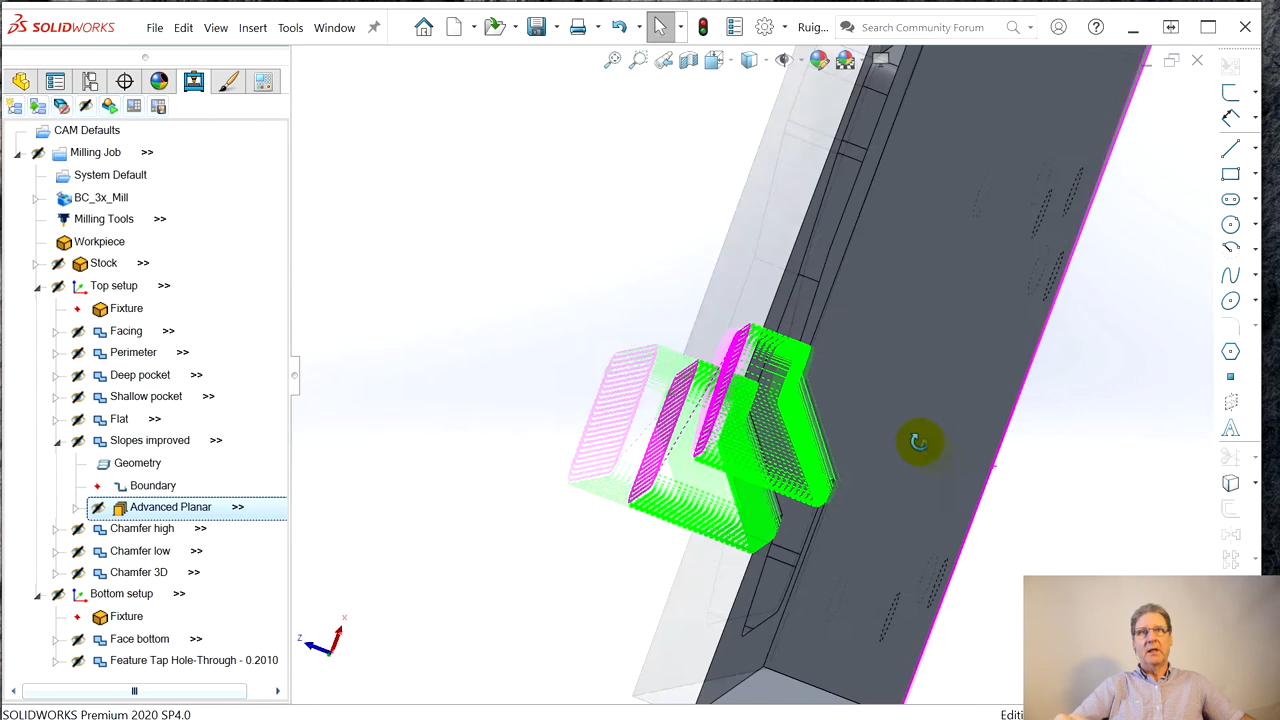 SOLIDWORKS File Edit View Insert Tools Window Ruig... Search Community Forum
CAM Defaults
Milling Job >>
System Default
BC_3x_Mill
Milling Tools >>
Workpiece
Stock >>
Top setup >>
Fixture
Facing >>
Perimeter >>
Deep pocket >>
Shallow pocket >>
Flat >>
Slopes improved >>
Geometry
Boundary
Advanced Planar >>
Chamfer high >>
Chamfer low >>
Chamfer 3D >>
Bottom setup >>
Fixture
Face bottom >>
Feature Tap Hole-Through - 0.2010
X
Z
SOLIDWORKS Premium 2020 SP4.0
Editi